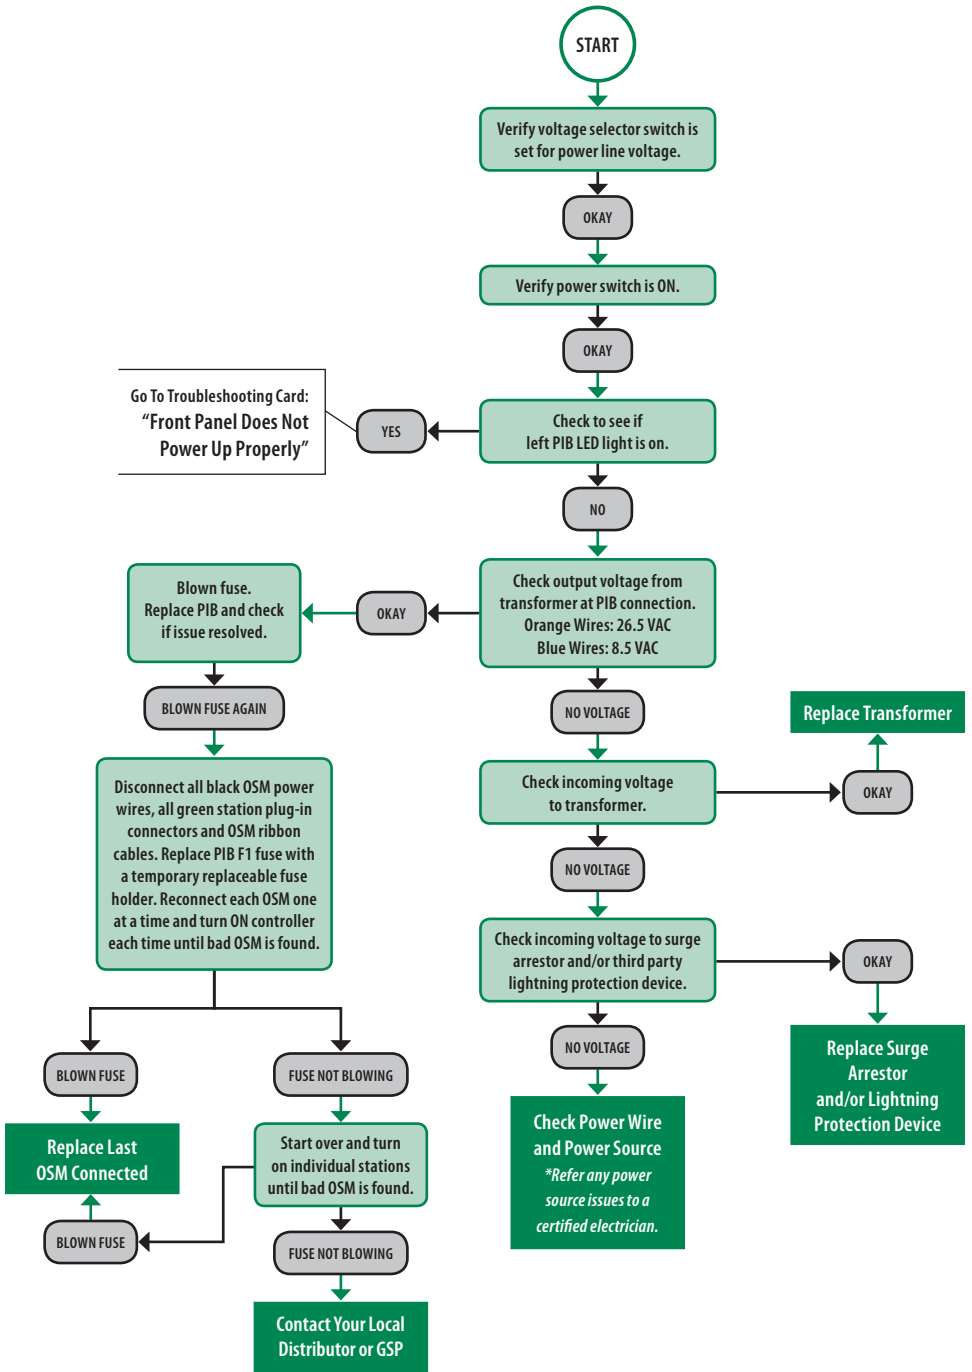 START
Verify voltage selector switch is
set for power line voltage.
OKAY
Verify power switch is ON.
OKAY
Check to see if
left PIB LED light is on.
YES
Go To Troubleshooting Card:
“Front Panel Does Not
Power Up Properly”
NO
Check output voltage from
transformer at PIB connection.
Orange Wires: 26.5 VAC
Blue Wires: 8.5 VAC
OKAY
Blown fuse.
Replace PIB and check
if issue resolved.
BLOWN FUSE AGAIN
Disconnect all black OSM power
wires, all green station plug-in
connectors and OSM ribbon
cables. Replace PIB F1 fuse with
a temporary replaceable fuse
holder. Reconnect each OSM one
at a time and turn ON controller
each time until bad OSM is found.
BLOWN FUSE
Replace Last
OSM Connected
FUSE NOT BLOWING
Start over and turn
on individual stations
until bad OSM is found.
BLOWN FUSE
FUSE NOT BLOWING
Contact Your Local
Distributor or GSP
NO VOLTAGE
Check incoming voltage
to transformer.
OKAY
Replace Transformer
NO VOLTAGE
Check incoming voltage to surge
arrestor and/or third party
lightning protection device.
OKAY
Replace Surge
Arrestor
and/or Lightning
Protection Device
NO VOLTAGE
Check Power Wire
and Power Source
*Refer any power
source issues to a
certified electrician.